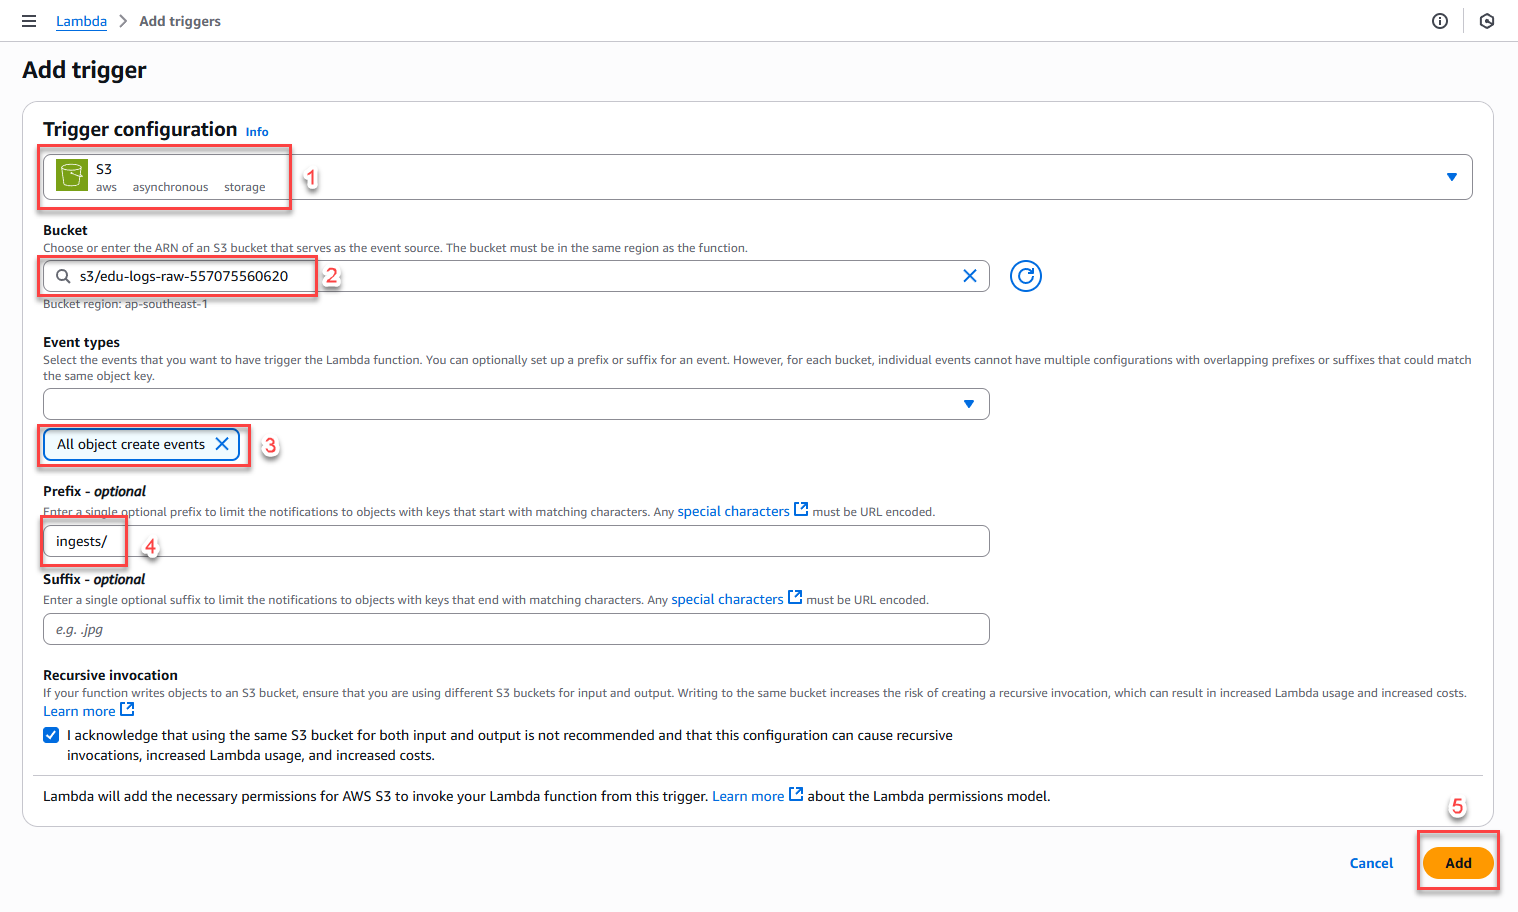 Lambda > Add triggers
Add trigger
Trigger configuration Info
S3
aws asynchronous storage
1
Bucket
Choose or enter the ARN of an S3 bucket that serves as the event source. The bucket must be in the same region as the function.
s3/edu-logs-raw-557075560620
2
Bucket region: ap-southeast-1
Event types
Select the events that you want to have trigger the Lambda function. You can optionally set up a prefix or suffix for an event. However, for each bucket, individual events cannot have multiple configurations with overlapping prefixes or suffixes that could match
the same object key.
All object create events
3
Prefix - optional
Enter a single optional prefix to limit the notifications to objects with keys that start with matching characters. Any special characters must be URL encoded.
ingests/
4
Suffix - optional
Enter a single optional suffix to limit the notifications to objects with keys that end with matching characters. Any special characters must be URL encoded.
e.g. .jpg
Recursive invocation
If your function writes objects to an S3 bucket, ensure that you are using different S3 buckets for input and output. Writing to the same bucket increases the risk of creating a recursive invocation, which can result in increased Lambda usage and increased costs.
Learn more
I acknowledge that using the same S3 bucket for both input and output is not recommended and that this configuration can cause recursive
invocations, increased Lambda usage, and increased costs.
Lambda will add the necessary permissions for AWS S3 to invoke your Lambda function from this trigger. Learn more about the Lambda permissions model.
5
Cancel Add